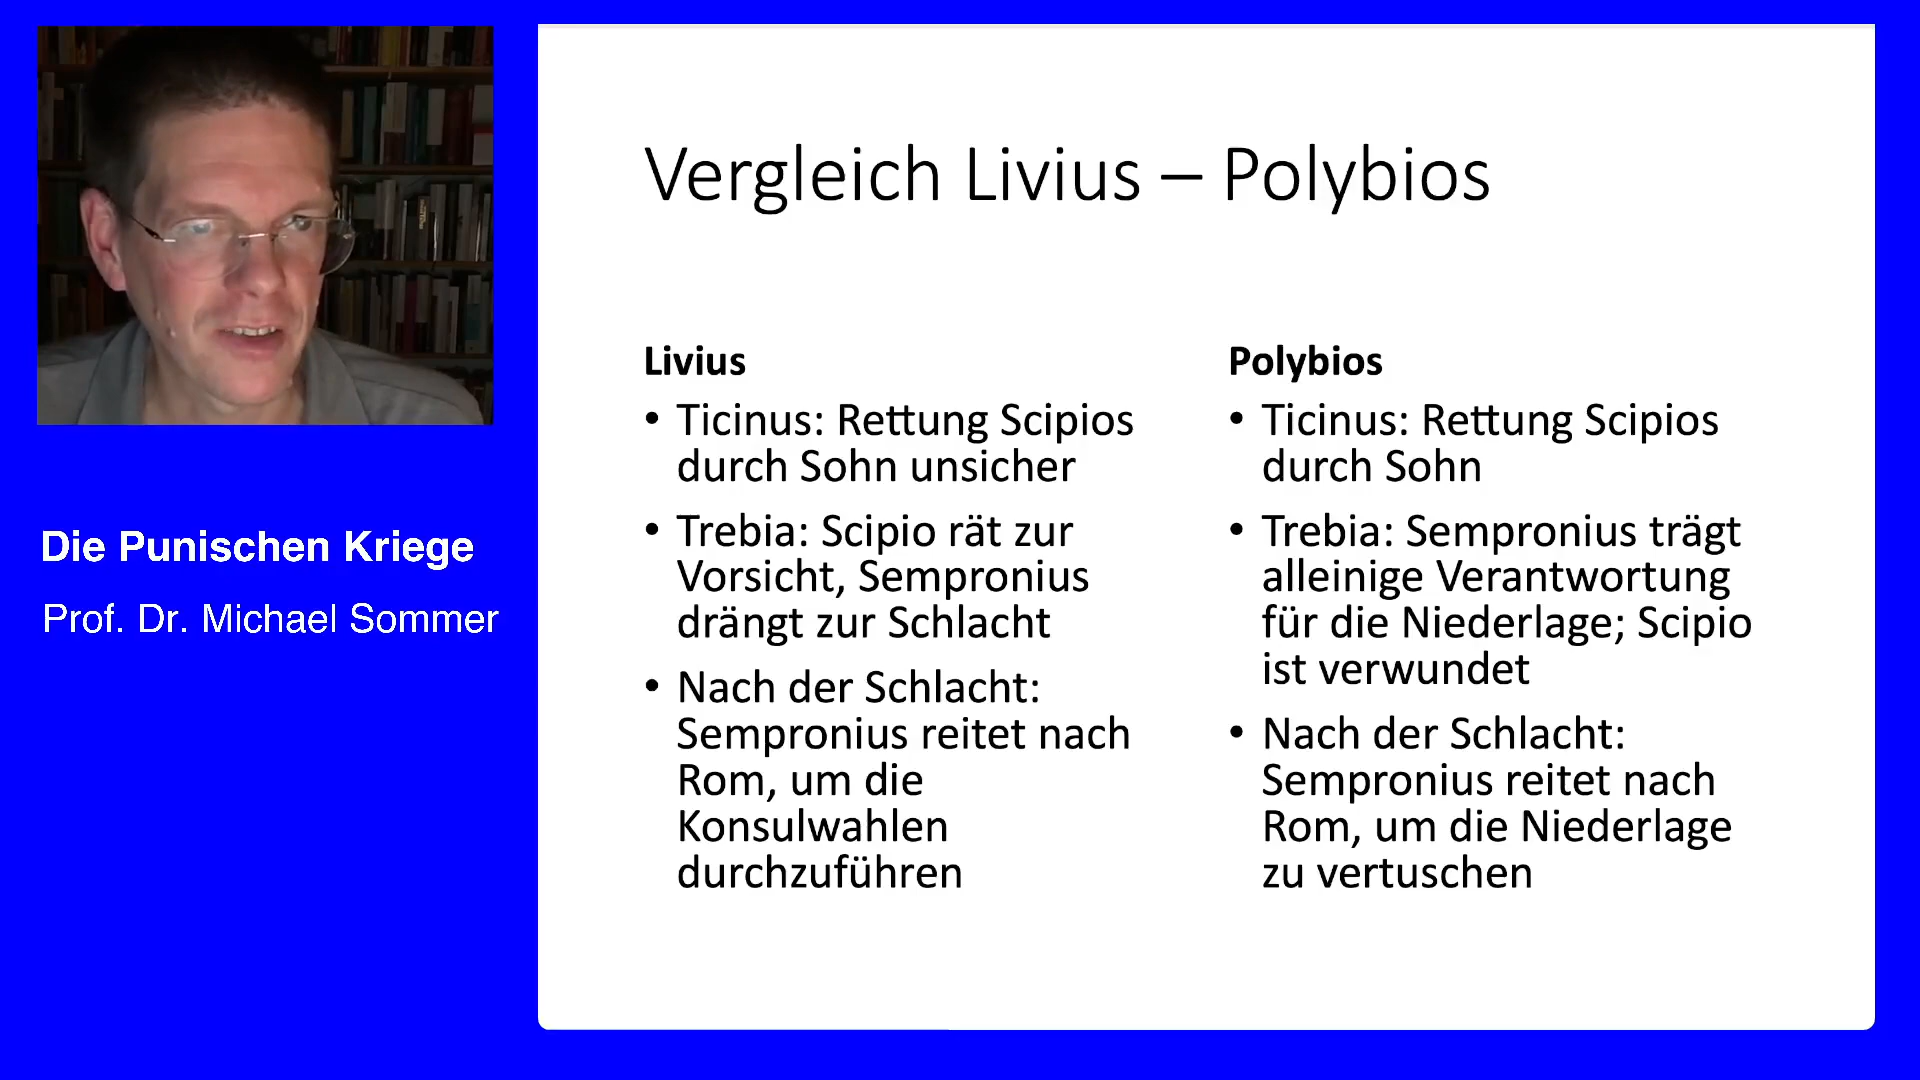 Die Punischen Kriege
Prof. Dr. Michael Sommer
Vergleich Livius – Polybios
Livius
• Ticinus: Rettung Scipios
durch Sohn unsicher
• Trebia: Scipio rät zur
Vorsicht, Sempronius
drängt zur Schlacht
• Nach der Schlacht:
Sempronius reitet nach
Rom, um die
Konsulwahlen
durchzuführen
Polybios
• Ticinus: Rettung Scipios
durch Sohn
• Trebia: Sempronius trägt
alleinige Verantwortung
für die Niederlage; Scipio
ist verwundet
• Nach der Schlacht:
Sempronius reitet nach
Rom, um die Niederlage
zu vertuschen